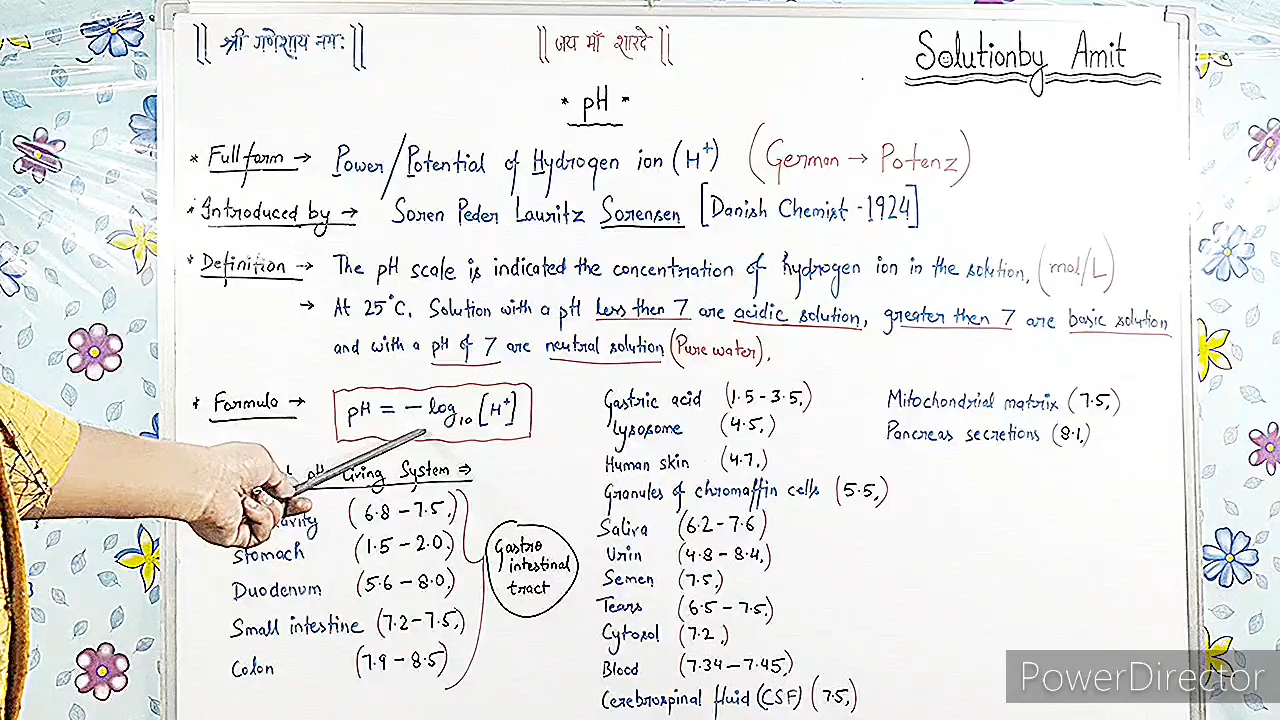 || श्री गणेशाय नमः ||
|| जय माँ शारदे ||
Solutionby Amit
* pH *
* Full form → Power/Potential of Hydrogen ion (H⁺) (German → Potenz)
* Introduced by → Soren Peder Lauritz Sorensen [Danish Chemist - 1924]
* Definition → The pH scale is indicated the concentration of hydrogen ion in the solution. (mol/L)
→ At 25°C. Solution with a pH less then 7 are acidic solution, greater then 7 are basic solution
and with a pH of 7 are neutral solution (Pure water).
* Formula → pH = - log₁₀ [H⁺]
Living System ⇒
(6.8 - 7.5,)
Stomach (1.5 - 2.0,)
Duodenum (5.6 - 8.0)
Small intestine (7.2 - 7.5,)
Colon (7.9 - 8.5)
Gastro
intestinal
tract
Gastric acid (1.5 - 3.5,)
Lysosome (4.5,)
Human skin (4.7,)
Granules of chromaffin cells (5.5,)
Saliva (6.2 - 7.6)
Urin (4.8 - 8.4,)
Semen (7.5,)
Tears (6.5 - 7.5,)
Cytosol (7.2,)
Blood (7.34 - 7.45)
Cerebrospinal fluid (CSF) (7.5,)
Mitochondrial matrix (7.5,)
Pancreas secretions (8.1,)
PowerDirector